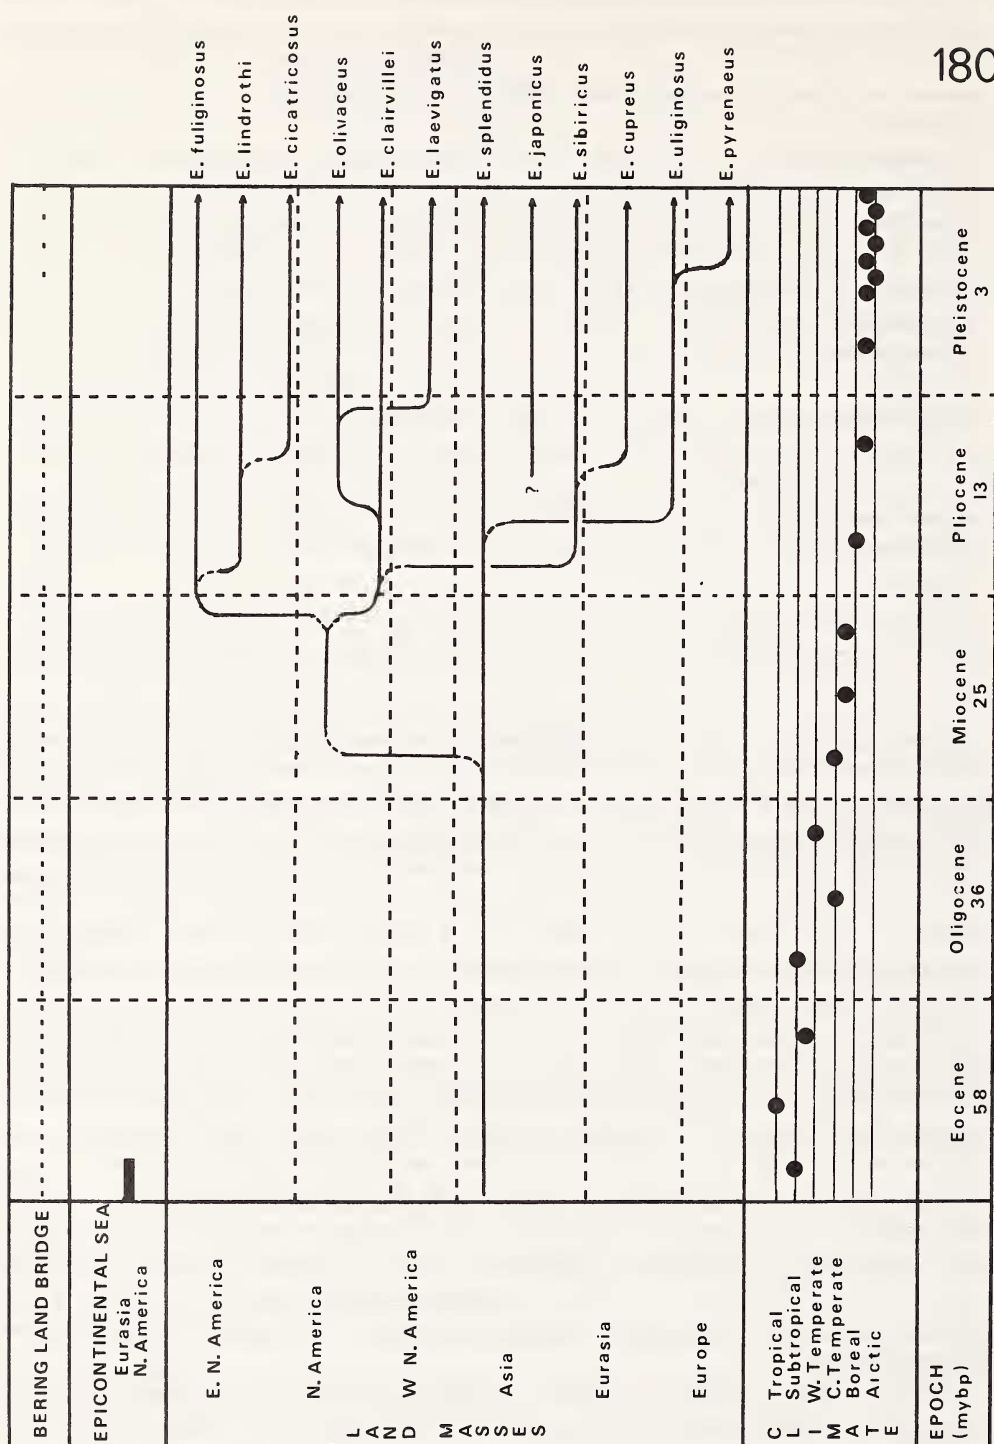 180
E. fuliginosus
E. lindrothi
E. cicatricosus
E. olivaceus
E. clairvillei
E. laevigatus
E. splendidus
E. japonicus
E. sibiricus
E. cupreus
E. uliginosus
E. pyrenaeus
?
BERING LAND BRIDGE
EPICONTINENTAL SEA
Eurasia
N. America
LAND MASSES
E. N. America
N. America
W N. America
Asia
Eurasia
Europe
CLIMATE
Tropical
Subtropical
W. Temperate
C. Temperate
Boreal
Arctic
EPOCH
(mybp)
Eocene
58
Oligocene
36
Miocene
25
Pliocene
13
Pleistocene
3